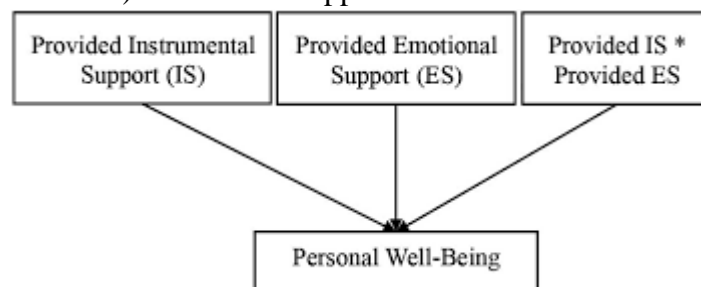 Provided Instrumental
Support (IS)
Provided Emotional
Support (ES)
Provided IS *
Provided ES
Personal Well-Being